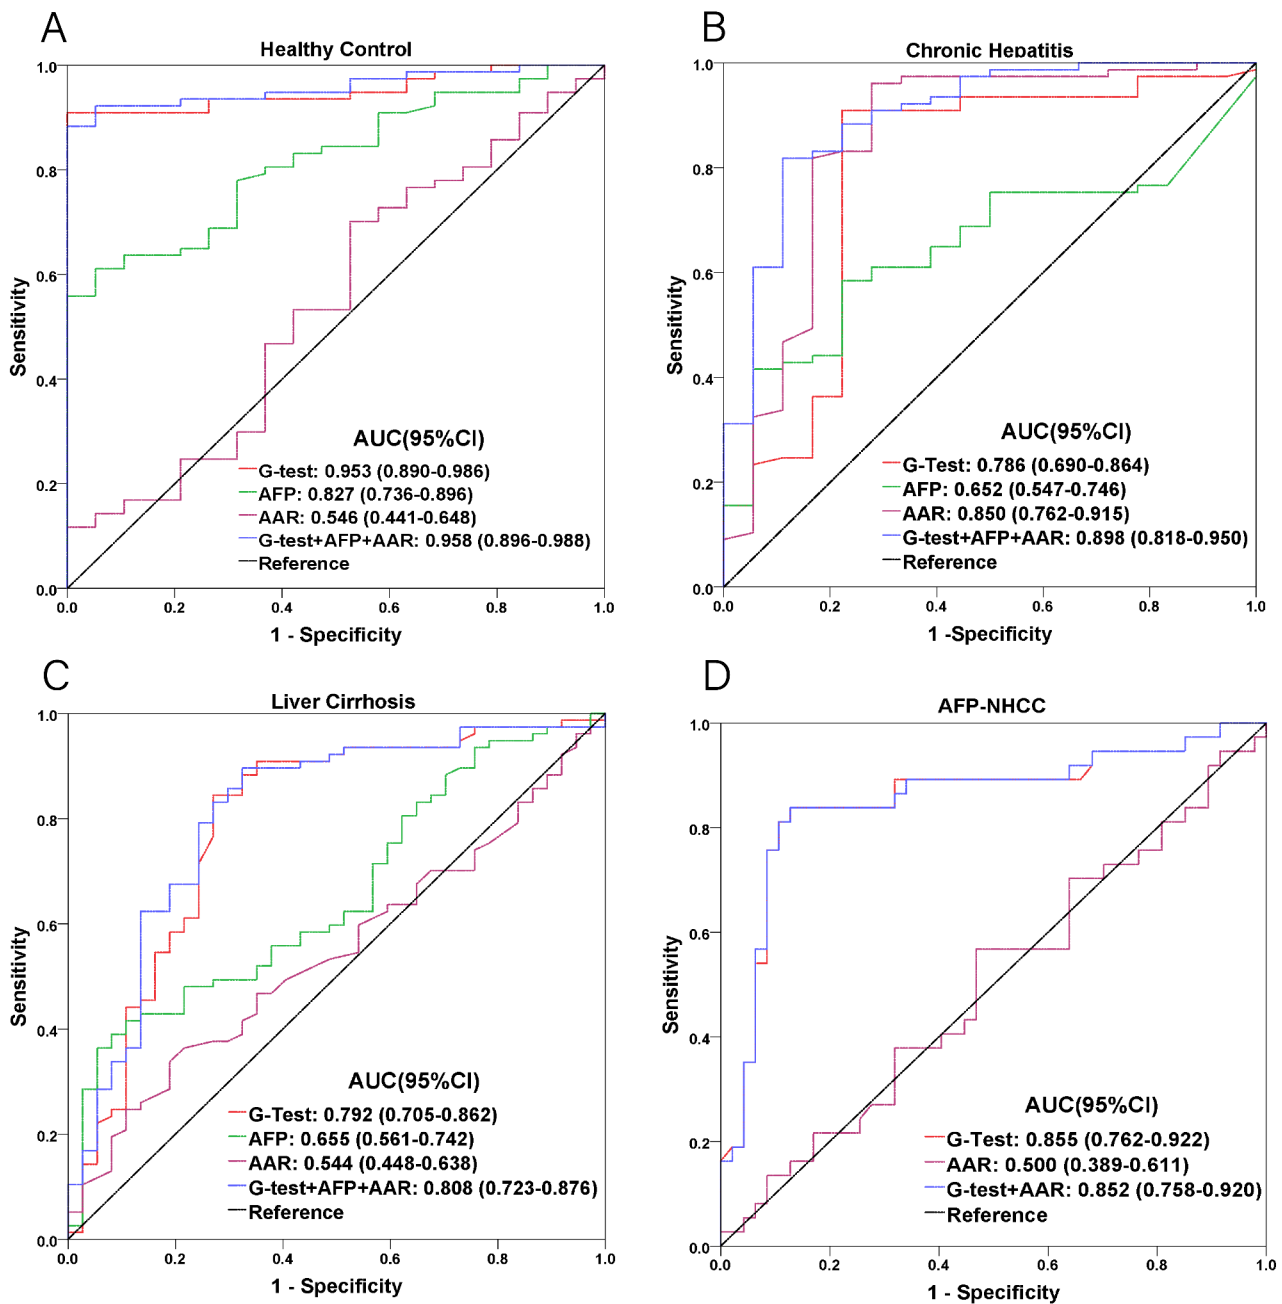 A
Healthy Control
1.0
0.8
0.6
0.4
0.2
0.0
Sensitivity
AUC(95%CI)
G-test: 0.953 (0.890-0.986)
AFP: 0.827 (0.736-0.896)
AAR: 0.546 (0.441-0.648)
G-test+AFP+AAR: 0.958 (0.896-0.988)
Reference
0.0 0.2 0.4 0.6 0.8 1.0
1 - Specificity
B
Chronic Hepatitis
1.0
0.8
0.6
0.4
0.2
0.0
Sensitivity
AUC(95%CI)
G-Test: 0.786 (0.690-0.864)
AFP: 0.652 (0.547-0.746)
AAR: 0.850 (0.762-0.915)
G-test+AFP+AAR: 0.898 (0.818-0.950)
Reference
0.0 0.2 0.4 0.6 0.8 1.0
1 -Specificity
C
Liver Cirrhosis
1.0
0.8
0.6
0.4
0.2
0.0
Sensitivity
AUC(95%CI)
G-Test: 0.792 (0.705-0.862)
AFP: 0.655 (0.561-0.742)
AAR: 0.544 (0.448-0.638)
G-test+AFP+AAR: 0.808 (0.723-0.876)
Reference
0.0 0.2 0.4 0.6 0.8 1.0
1 - Specificity
D
AFP-NHCC
1.0
0.8
0.6
0.4
0.2
0.0
Sensitivity
AUC(95%CI)
G-Test: 0.855 (0.762-0.922)
AAR: 0.500 (0.389-0.611)
G-test+AAR: 0.852 (0.758-0.920)
Reference
0.0 0.2 0.4 0.6 0.8 1.0
1 - Specificity